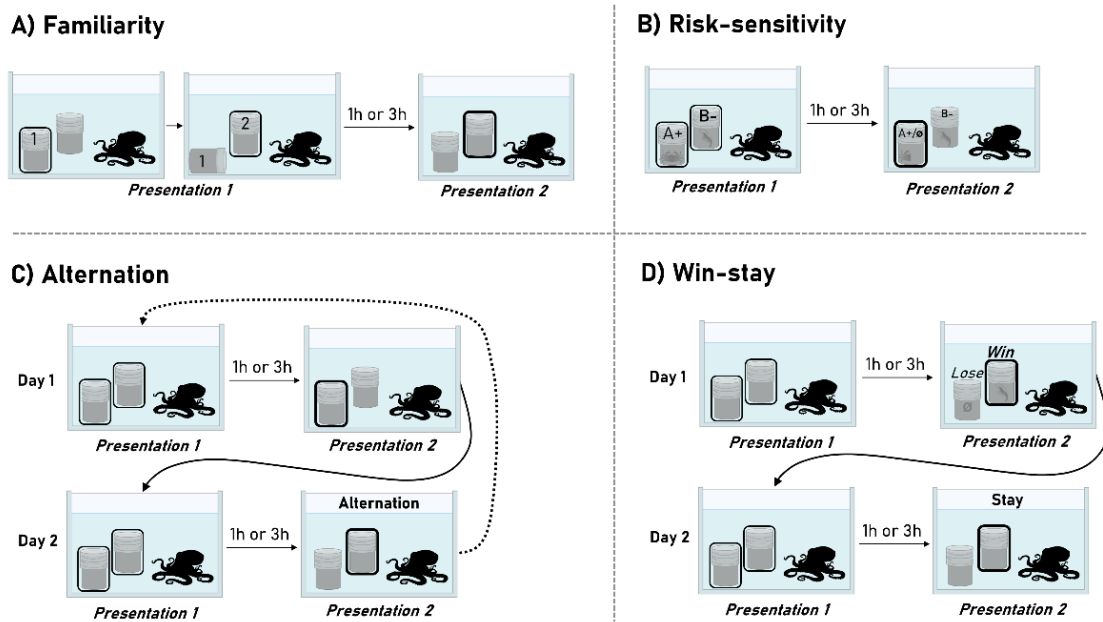 A) Familiarity
1
2
1
1h or 3h
Presentation 1
Presentation 2
B) Risk-sensitivity
A+
B-
1h or 3h
A+/ø
B-
Presentation 1
Presentation 2
C) Alternation
Day 1
1h or 3h
Presentation 1
Presentation 2
Day 2
1h or 3h
Alternation
Presentation 1
Presentation 2
D) Win-stay
Day 1
1h or 3h
Lose
Win
Ø
Presentation 1
Presentation 2
Day 2
1h or 3h
Stay
Presentation 1
Presentation 2